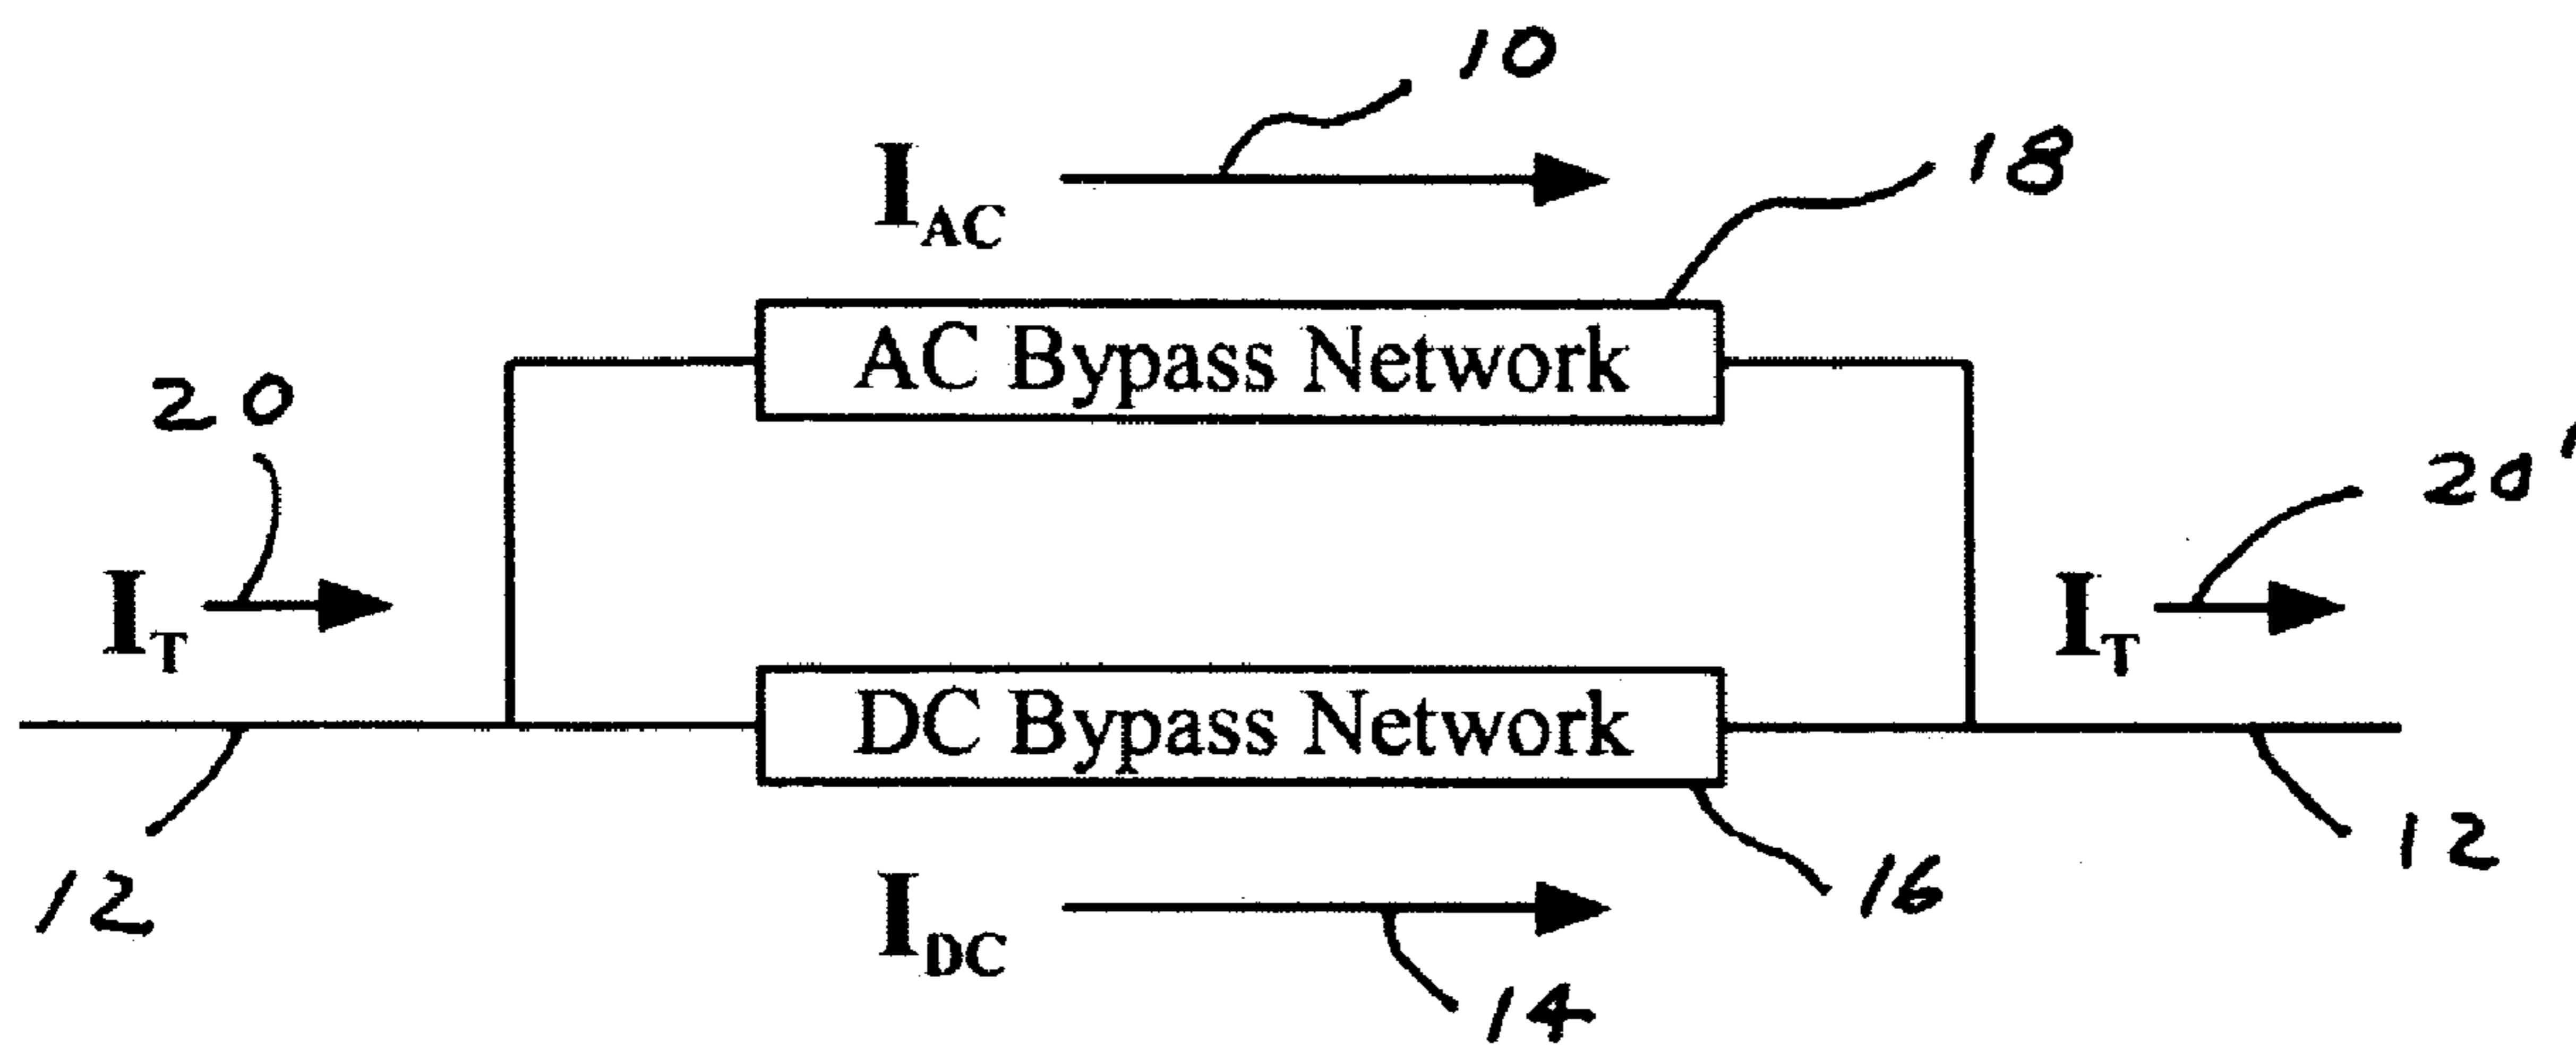 10
I_AC
18
AC Bypass Network
20
20'
I_T
I_T
DC Bypass Network
12
12
16
I_DC
14